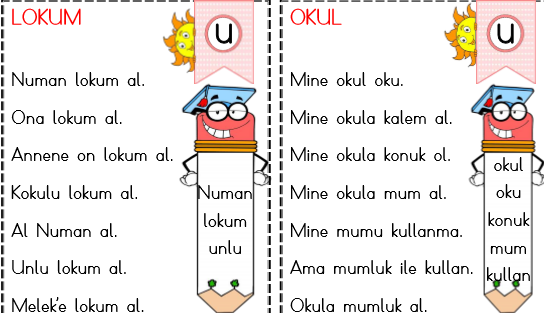 LOKUM
u
Numan lokum al.
Ona lokum al.
Annene on lokum al.
Kokulu lokum al.
Al Numan al.
Unlu lokum al.
Melek'e lokum al.
Numan
lokum
unlu
OKUL
u
Mine okul oku.
Mine okula kalem al.
Mine okula konuk ol.
Mine okula mum al.
Mine mumu kullanma.
Ama mumluk ile kullan.
Okula mumluk al.
okul
oku
konuk
mum
kullan